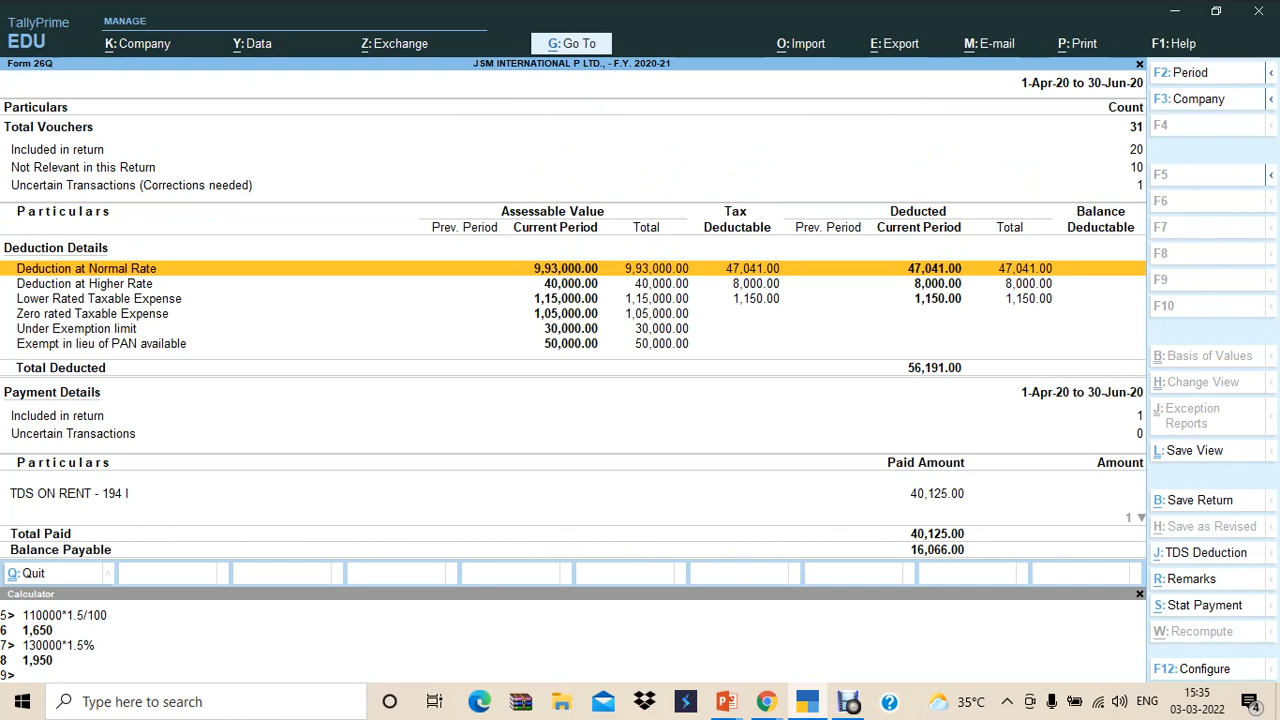 TallyPrime
MANAGE
EDU
K: Company
Y: Data
Z: Exchange
G: Go To
O: Import
E: Export
M: E-mail
P: Print
F1: Help
Form 26Q
JSM INTERNATIONAL P LTD., - F.Y. 2020-21
1-Apr-20 to 30-Jun-20
Particulars Count
Total Vouchers 31
Included in return 20
Not Relevant in this Return 10
Uncertain Transactions (Corrections needed) 1
Particulars Assessable Value Tax Deducted Balance
Prev. Period Current Period Total Deductable Prev. Period Current Period Total Deductable
Deduction Details
Deduction at Normal Rate 9,93,000.00 9,93,000.00 47,041.00 47,041.00 47,041.00
Deduction at Higher Rate 40,000.00 40,000.00 8,000.00 8,000.00 8,000.00
Lower Rated Taxable Expense 1,15,000.00 1,15,000.00 1,150.00 1,150.00 1,150.00
Zero rated Taxable Expense 1,05,000.00 1,05,000.00
Under Exemption limit 30,000.00 30,000.00
Exempt in lieu of PAN available 50,000.00 50,000.00
Total Deducted 56,191.00
Payment Details 1-Apr-20 to 30-Jun-20
Included in return 1
Uncertain Transactions 0
Particulars Paid Amount Amount
TDS ON RENT - 194 I 40,125.00
1 ▼
Total Paid 40,125.00
Balance Payable 16,066.00
Q: Quit
Calculator
5> 110000*1.5/100
6 1,650
7> 130000*1.5%
8 1,950
9>
F2: Period
F3: Company
F4
F5
F6
F7
F8
F9
F10
B: Basis of Values
H: Change View
J: Exception
Reports
L: Save View
B: Save Return
H: Save as Revised
J: TDS Deduction
R: Remarks
S: Stat Payment
W: Recompute
F12: Configure
Type here to search
35°C
ENG
15:35
03-03-2022
4